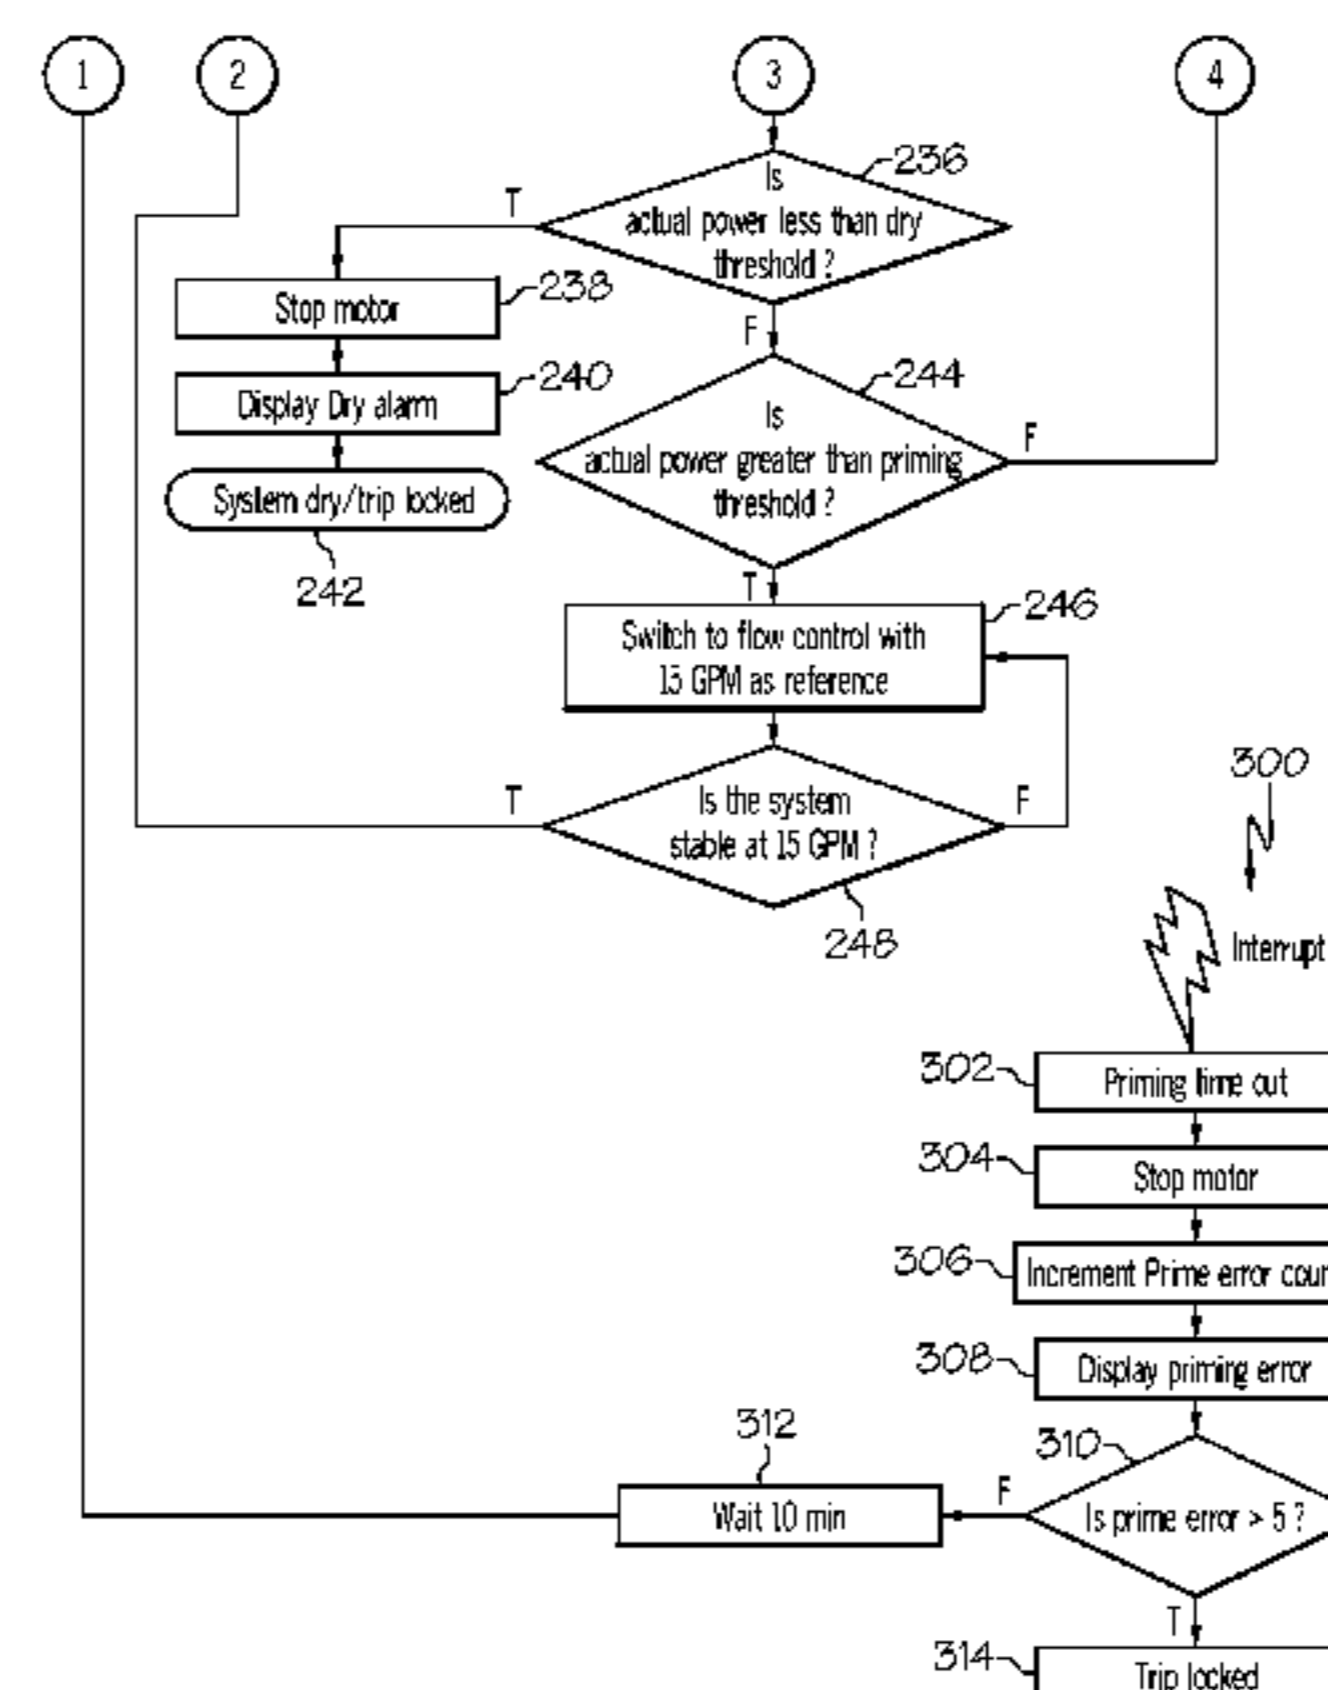 1
2
3
4
236
Is
actual power less than dry
threshold ?
T
F
Stop motor
238
Display Dry alarm
240
System dry/trip locked
242
244
Is
actual power greater than priming
threshold ?
F
T
Switch to flow control with
15 GPM as reference
246
Is the system
stable at 15 GPM ?
T
F
248
300
Interrupt
302
Priming time out
304
Stop motor
306
Increment Prime error
308
Display priming error
310
Is prime error > 5 ?
F
312
Wait 10 min
T
314
Trip locked